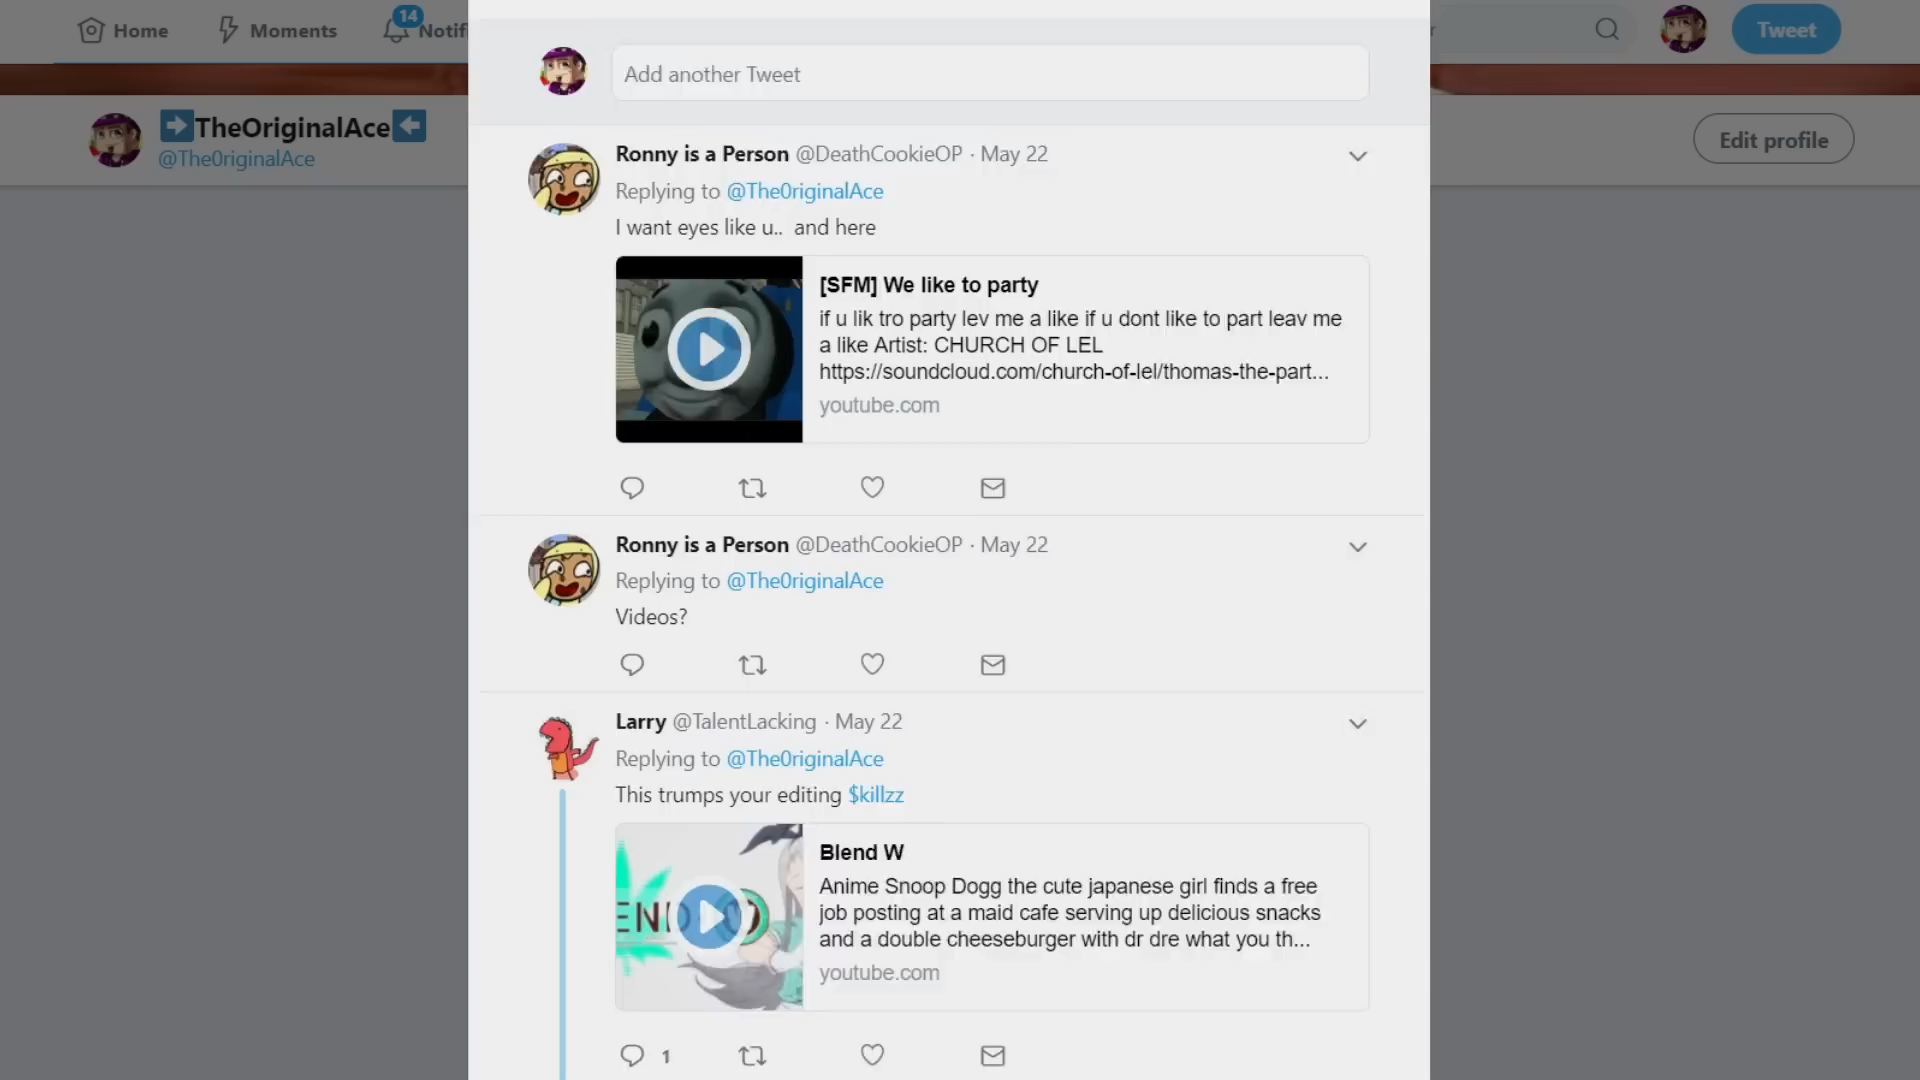 Home
Moments
14
Notif
Tweet
➡TheOriginalAce⬅
@The0riginalAce
Edit profile
Add another Tweet
Ronny is a Person @DeathCookieOP · May 22
Replying to @The0riginalAce
I want eyes like u..  and here
[SFM] We like to party
if u lik tro party lev me a like if u dont like to part leav me
a like Artist: CHURCH OF LEL
https://soundcloud.com/church-of-lel/thomas-the-part...
youtube.com
Ronny is a Person @DeathCookieOP · May 22
Replying to @The0riginalAce
Videos?
Larry @TalentLacking · May 22
Replying to @The0riginalAce
This trumps your editing $killzz
Blend W
Anime Snoop Dogg the cute japanese girl finds a free
job posting at a maid cafe serving up delicious snacks
and a double cheeseburger with dr dre what you th...
youtube.com
1